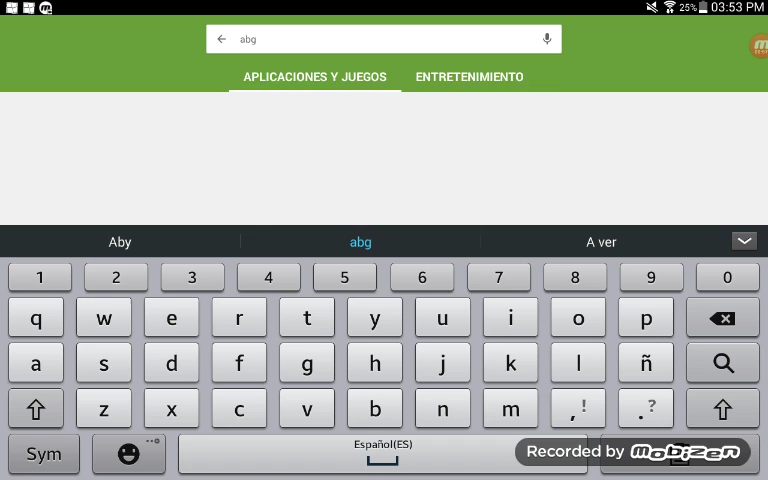 25% 03:53 PM
abg
APLICACIONES Y JUEGOS ENTRETENIMIENTO
Aby abg A ver
1 2 3 4 5 6 7 8 9 0
q w e r t y u i o p
a s d f g h j k l ñ
z x c v b n m ,! .?
Sym Español(ES)
Recorded by mobizen